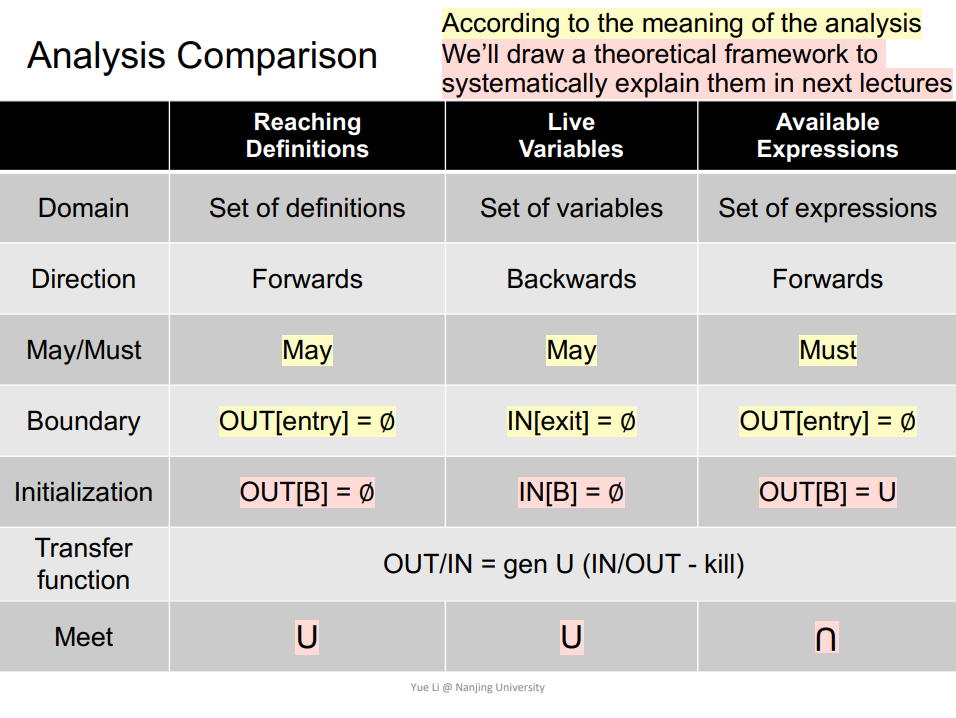 Analysis Comparison
According to the meaning of the analysis
We'll draw a theoretical framework to
systematically explain them in next lectures
Reaching
Definitions
Live
Variables
Available
Expressions
Domain
Set of definitions
Set of variables
Set of expressions
Direction
Forwards
Backwards
Forwards
May/Must
May
May
Must
Boundary
OUT[entry] = ∅
IN[exit] = ∅
OUT[entry] = ∅
Initialization
OUT[B] = ∅
IN[B] = ∅
OUT[B] = U
Transfer
function
OUT/IN = gen U (IN/OUT - kill)
Meet
∪
∪
∩
Yue Li @ Nanjing University